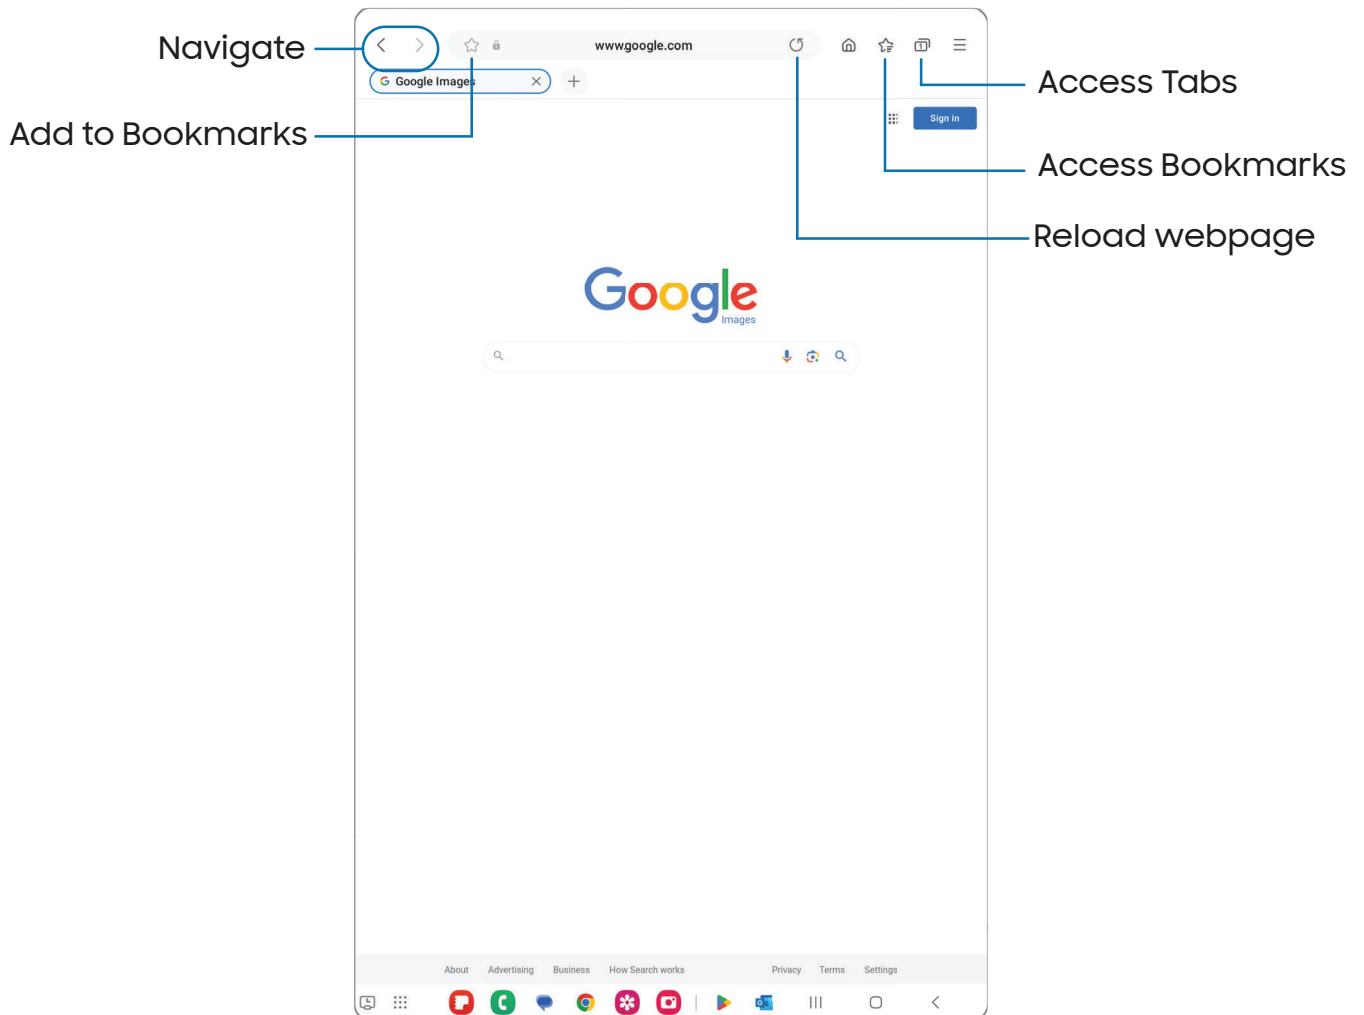 Navigate
www.google.com
1
Google Images
Access Tabs
Sign in
Add to Bookmarks
Access Bookmarks
Reload webpage
Google
Images
About Advertising Business How Search works Privacy Terms Settings